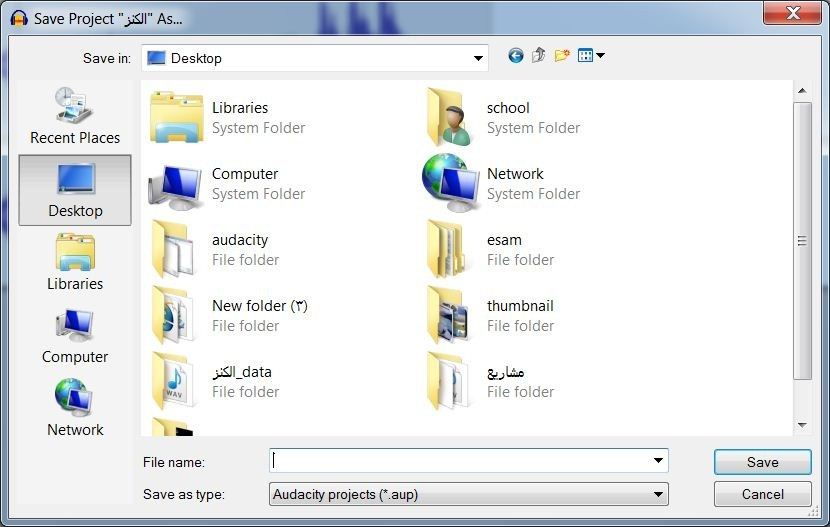 Save Project "الكنز" As...
Save in: Desktop
Recent Places
Desktop
Libraries
Computer
Network
Libraries
System Folder
school
System Folder
Computer
System Folder
Network
System Folder
audacity
File folder
esam
File folder
New folder (٣)
File folder
thumbnail
File folder
الكنز_data
File folder
WAV
مشاريع
File folder
File name:
Save
Save as type: Audacity projects (*.aup)
Cancel